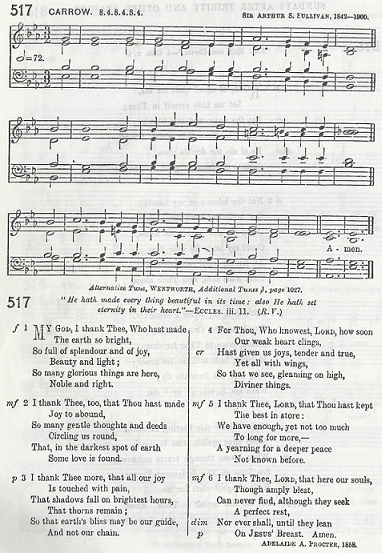 517 CARROW. 8.4.8.4.8.4. SIR ARTHUR S. SULLIVAN, 1842–1900.
=72.
A - men.
Alternative Tune, WENTWORTH, Additional Tunes ), page 1027.
517
"He hath made every thing beautiful in its time: also He hath set
eternity in their heart."—ECCLES. iii. 11. (R. V.)
f 1 MY GOD, I thank Thee, Who hast made
The earth so bright,
So full of splendour and of joy,
Beauty and light;
So many glorious things are here,
Noble and right.
mf 2 I thank Thee, too, that Thou hast made
Joy to abound,
So many gentle thoughts and deeds
Circling us round,
That, in the darkest spot of earth
Some love is found.
p 3 I thank Thee more, that all our joy
Is touched with pain,
That shadows fall on brightest hours,
That thorns remain;
So that earth's bliss may be our guide,
And not our chain.
4 For Thou, Who knowest, LORD, how soon
Our weak heart clings,
cr Hast given us joys, tender and true,
Yet all with wings,
So that we see, gleaming on high,
Diviner things.
mf 5 I thank Thee, LORD, that Thou hast kept
The best in store:
We have enough, yet not too much
To long for more,—
A yearning for a deeper peace
Not known before.
mf 6 I thank Thee, LORD, that here our souls,
Though amply blest,
Can never find, although they seek
A perfect rest,
dim Nor ever shall, until they lean
p On JESUS' Breast. Amen.
ADELAIDE A. PROCTER, 1858.